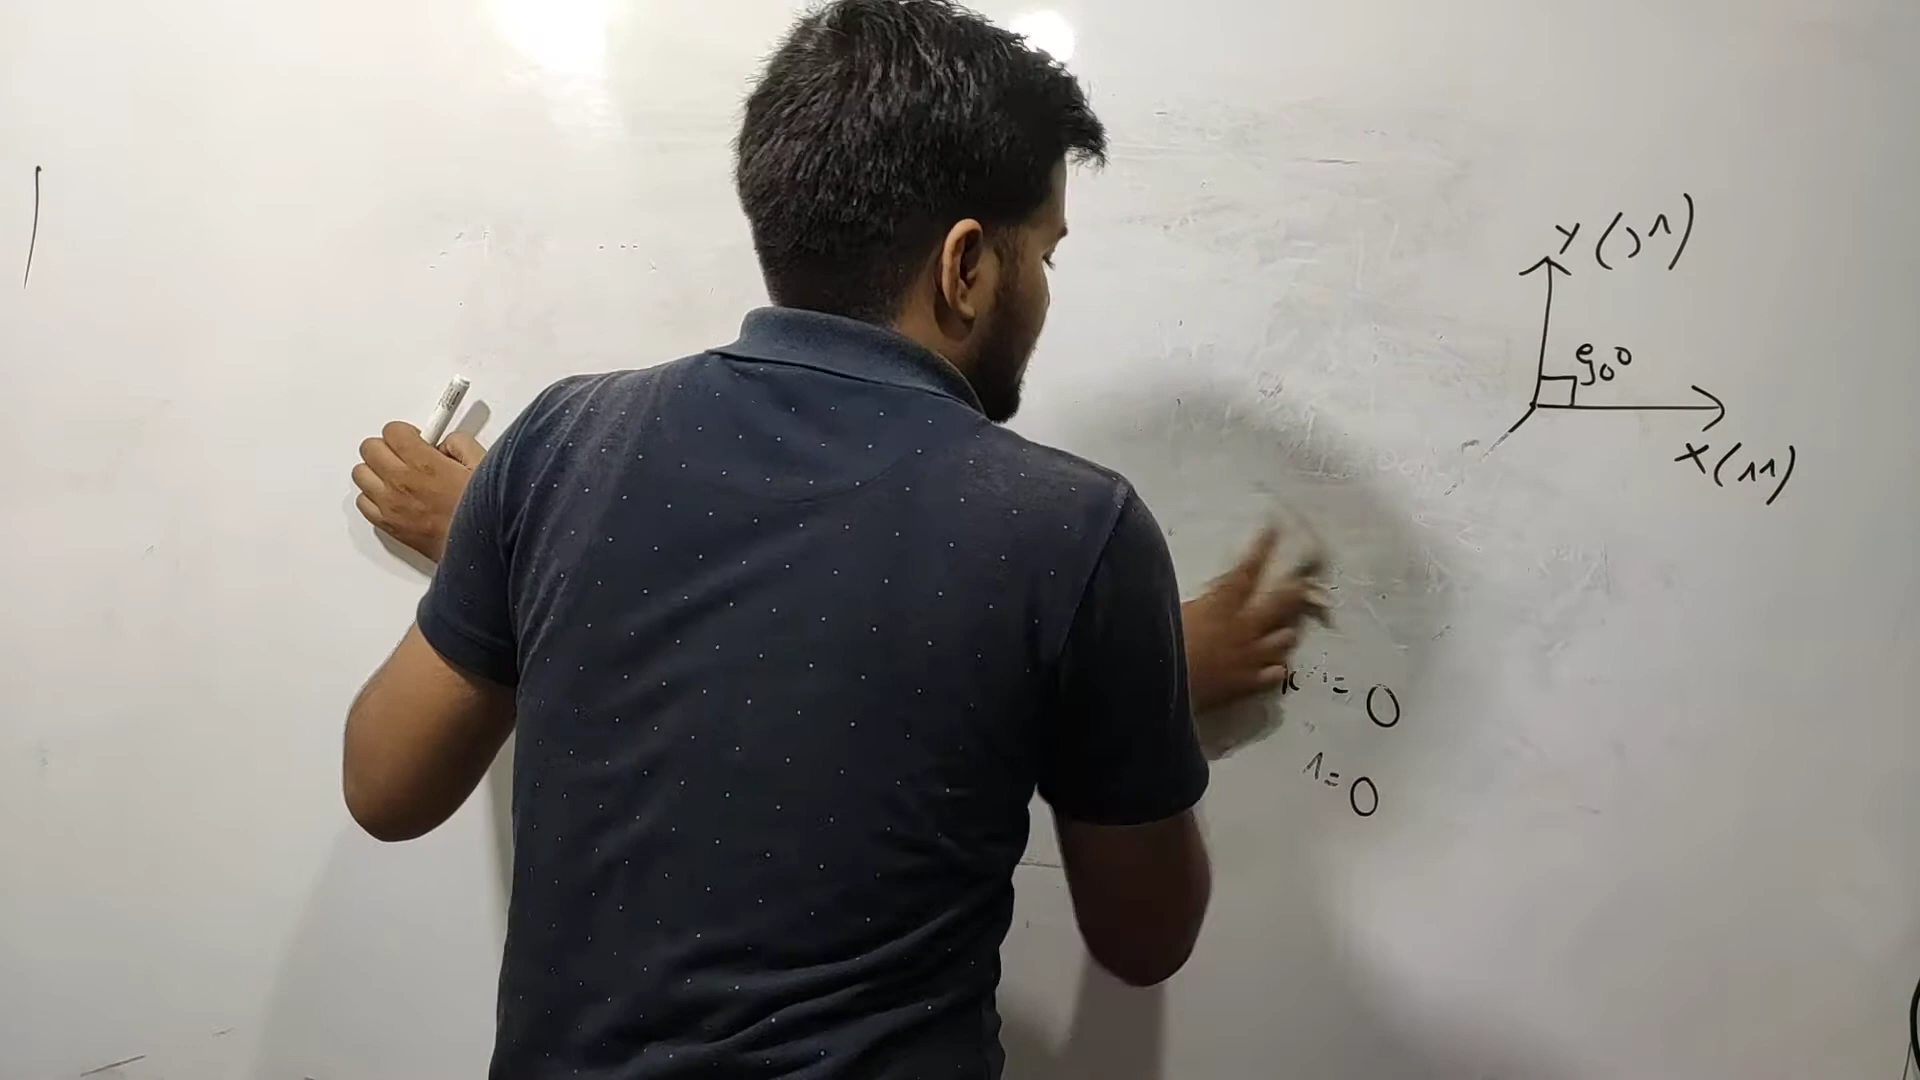 Y (j^)
90°
X (^^)
= 0
^ = 0